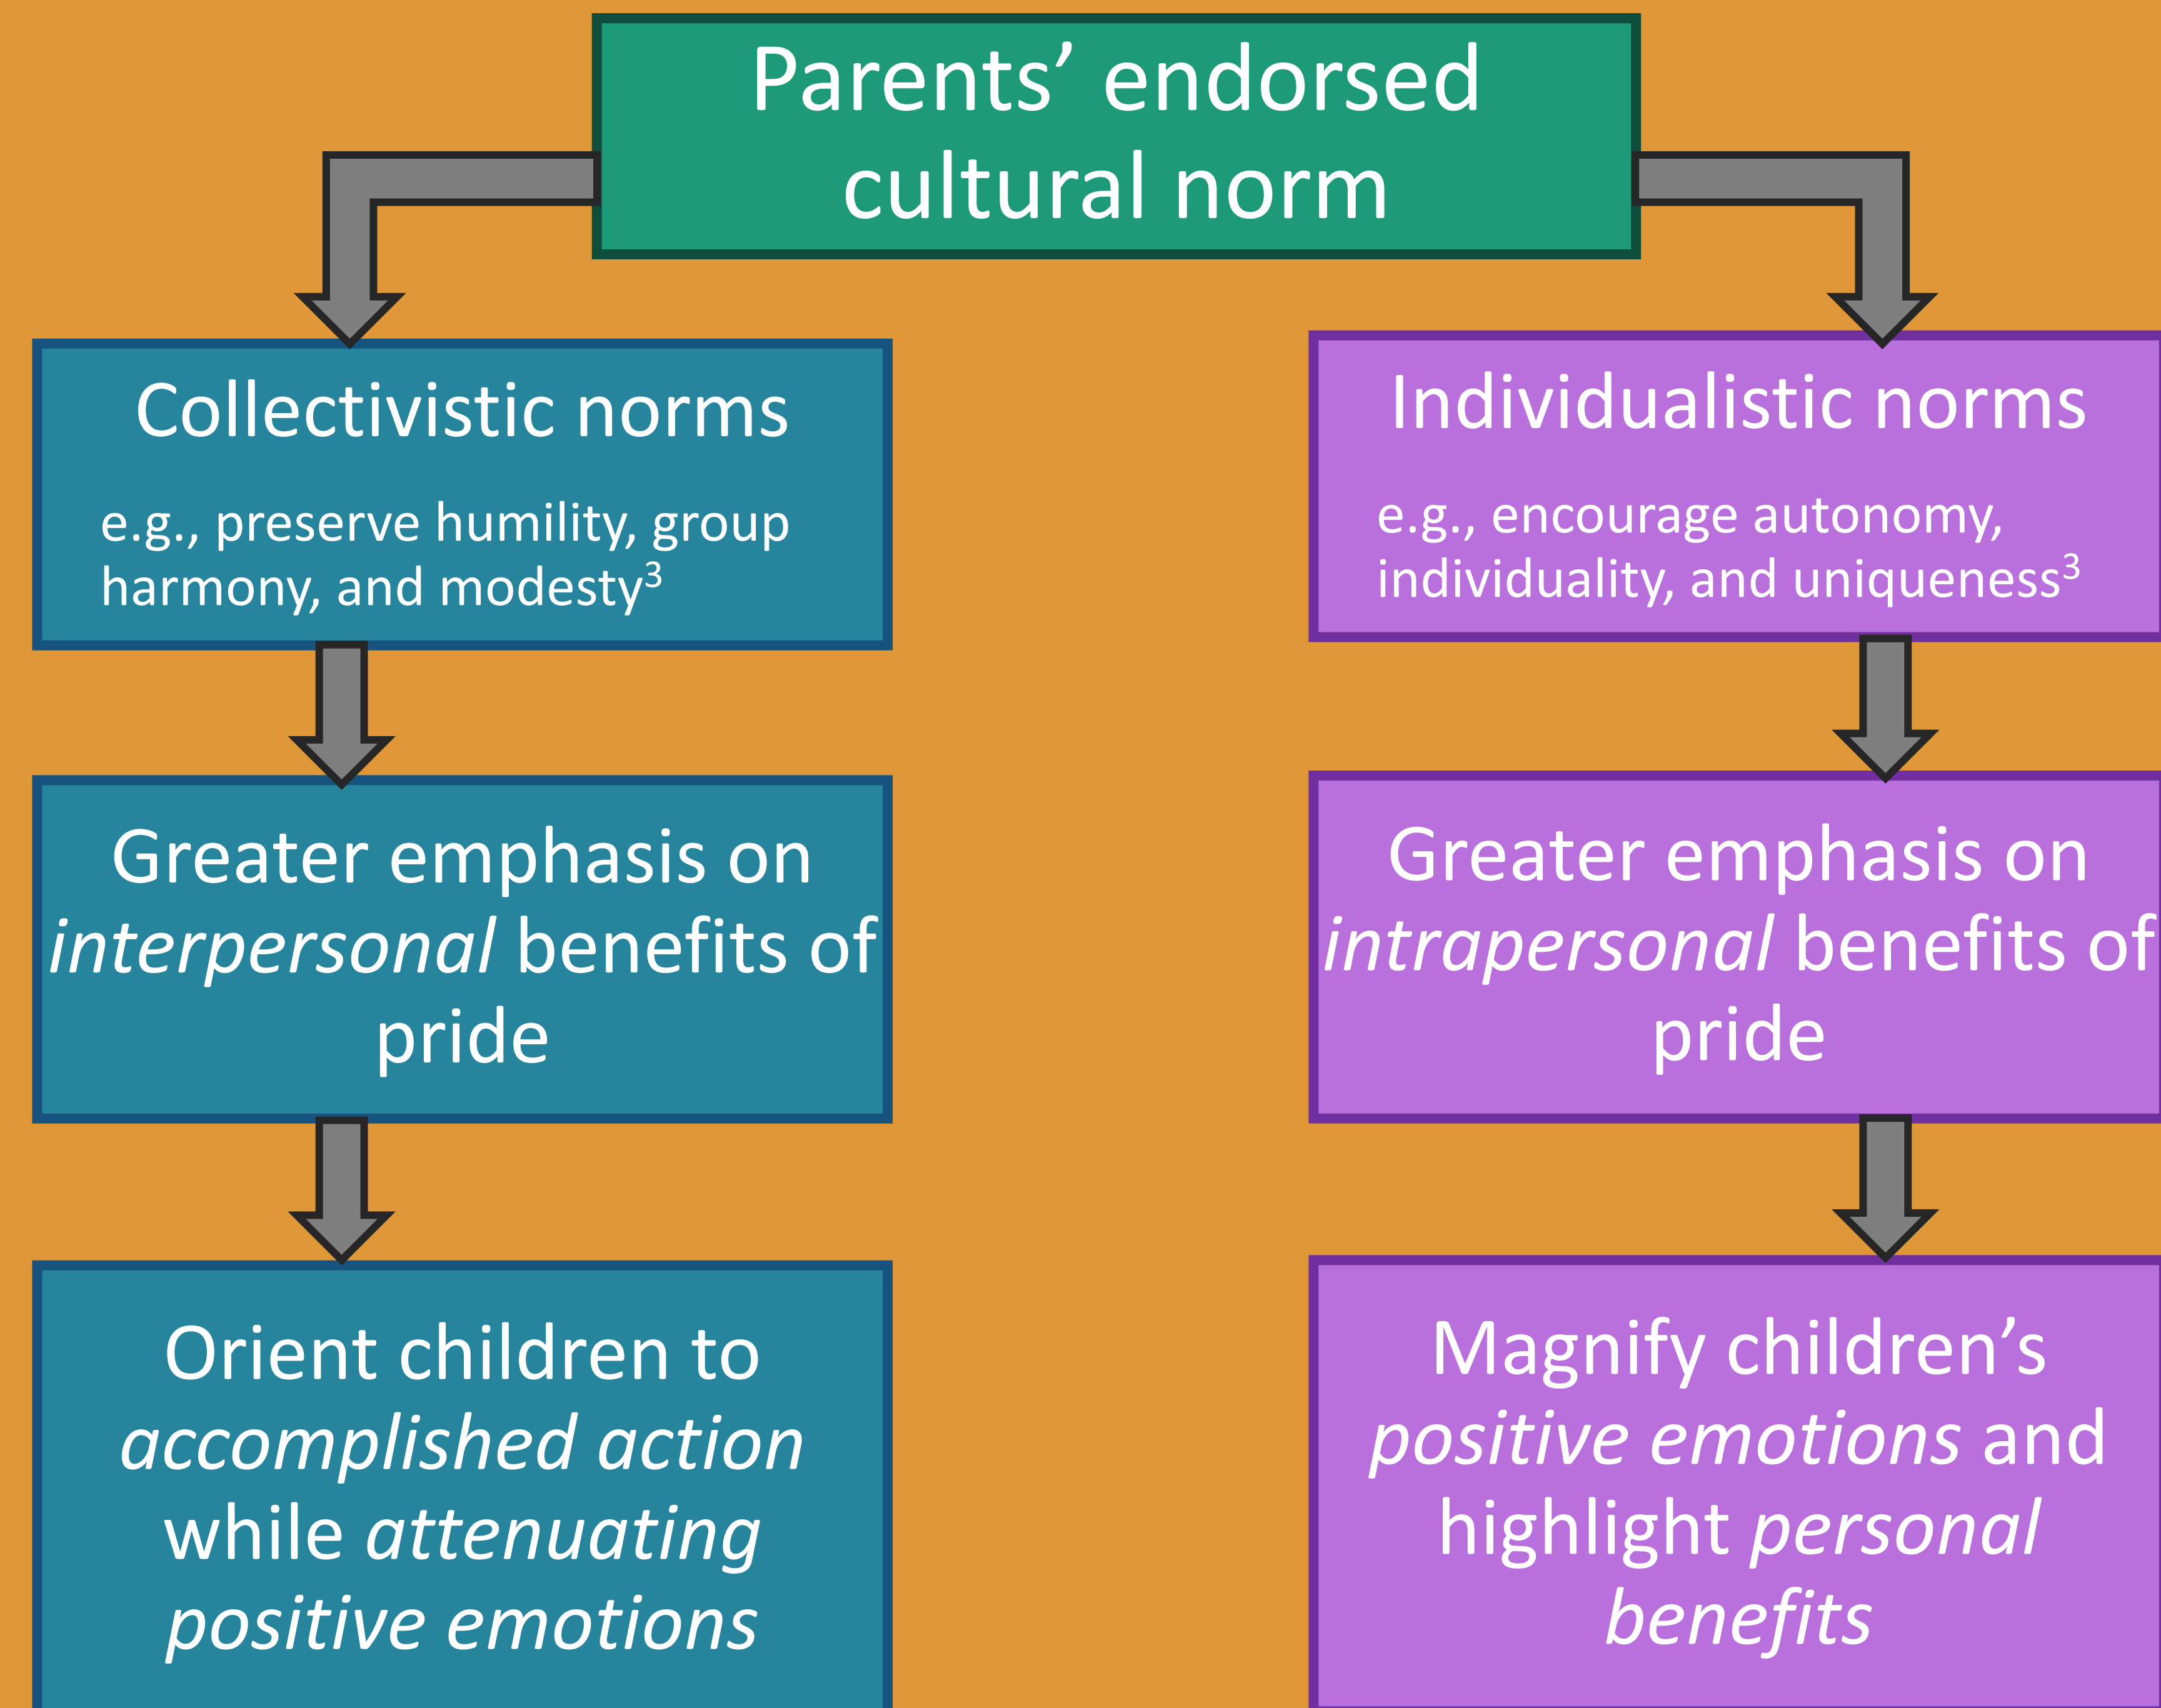 Parents’ endorsed
cultural norm
Collectivistic norms
e.g., preserve humility, group
harmony, and modesty³
Greater emphasis on
interpersonal benefits of
pride
Orient children to
accomplished action
while attenuating
positive emotions
Individualistic norms
e.g., encourage autonomy,
individuality, and uniqueness³
Greater emphasis on
intrapersonal benefits of
pride
Magnify children’s
positive emotions and
highlight personal
benefits